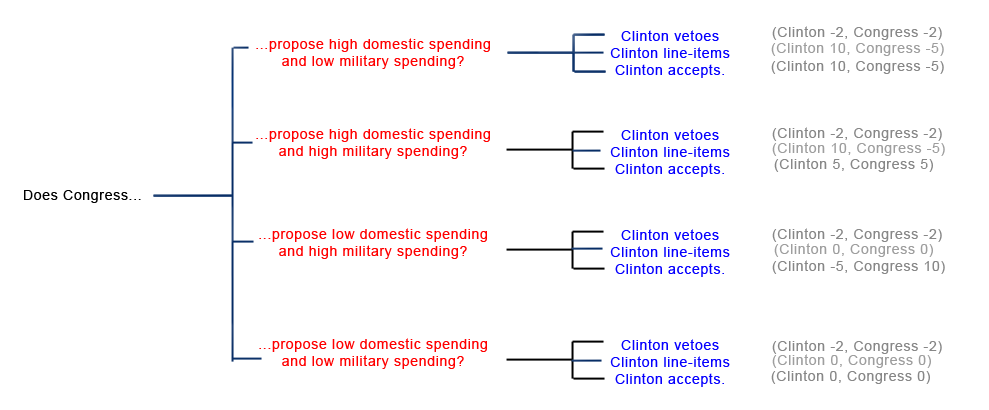 ...propose high domestic spending
and low military spending?
Clinton vetoes
(Clinton -2, Congress -2)
Clinton line-items
(Clinton 10, Congress -5)
Clinton accepts.
(Clinton 10, Congress -5)
...propose high domestic spending
and high military spending?
Clinton vetoes
(Clinton -2, Congress -2)
Clinton line-items
(Clinton 10, Congress -5)
Clinton accepts.
(Clinton 5, Congress 5)
Does Congress...
...propose low domestic spending
and high military spending?
Clinton vetoes
(Clinton -2, Congress -2)
Clinton line-items
(Clinton 0, Congress 0)
Clinton accepts.
(Clinton -5, Congress 10)
...propose low domestic spending
and low military spending?
Clinton vetoes
(Clinton -2, Congress -2)
Clinton line-items
(Clinton 0, Congress 0)
Clinton accepts.
(Clinton 0, Congress 0)